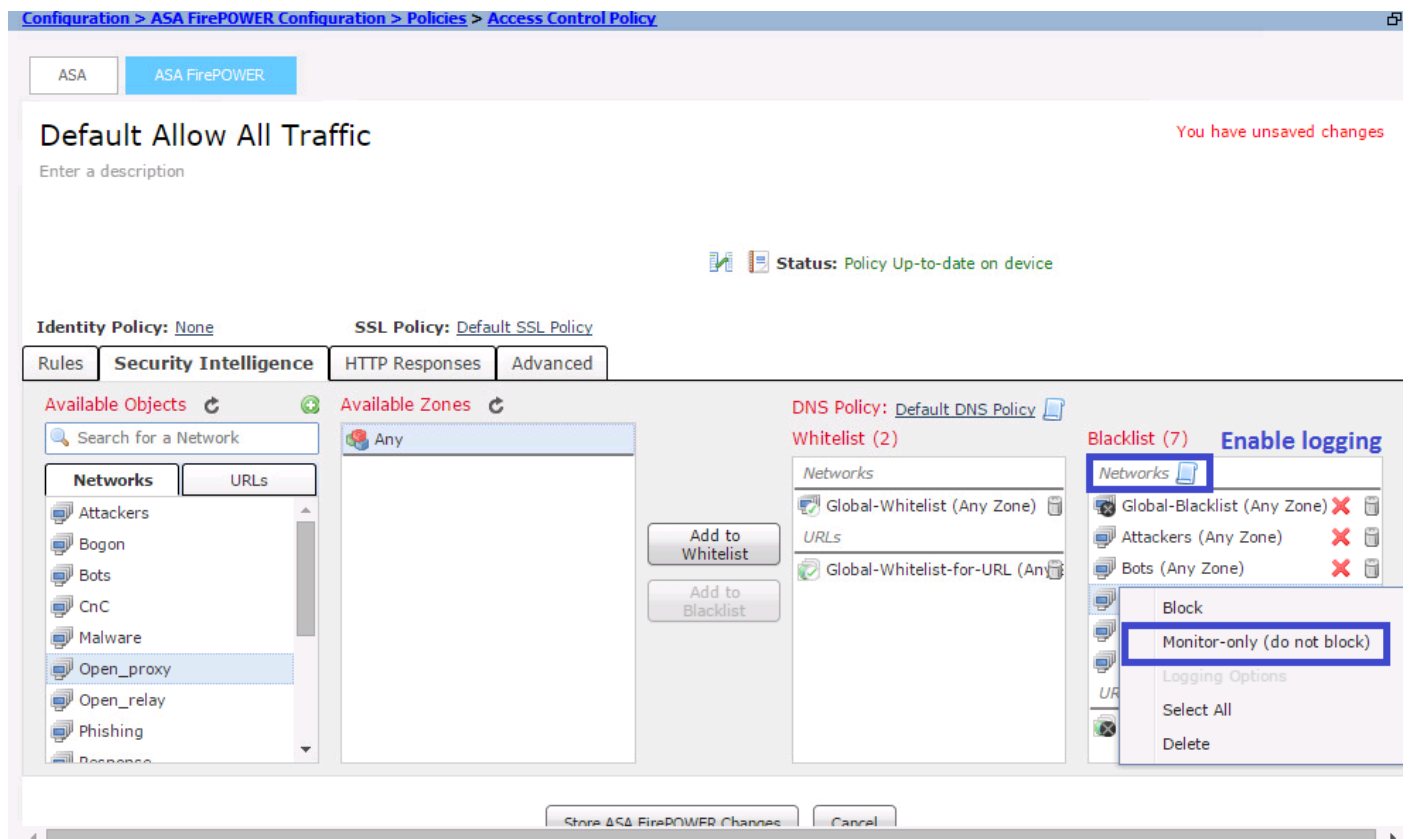 Configuration > ASA FirePOWER Configuration > Policies > Access Control Policy
ASA
ASA FirePOWER
Default Allow All Traffic
You have unsaved changes
Enter a description
Status: Policy Up-to-date on device
Identity Policy: None
SSL Policy: Default SSL Policy
Rules
Security Intelligence
HTTP Responses
Advanced
Available Objects
Search for a Network
Networks
URLs
Attackers
Bogon
Bots
CnC
Malware
Open_proxy
Open_relay
Phishing
Response
Available Zones
Any
Add to Whitelist
Add to Blacklist
DNS Policy: Default DNS Policy
Whitelist (2)
Networks
Global-Whitelist (Any Zone)
URLs
Global-Whitelist-for-URL (Any
Blacklist (7)
Enable logging
Networks
Global-Blacklist (Any Zone)
Attackers (Any Zone)
Bots (Any Zone)
UR
Block
Monitor-only (do not block)
Logging Options
Select All
Delete
Store ASA FirePOWER Changes
Cancel